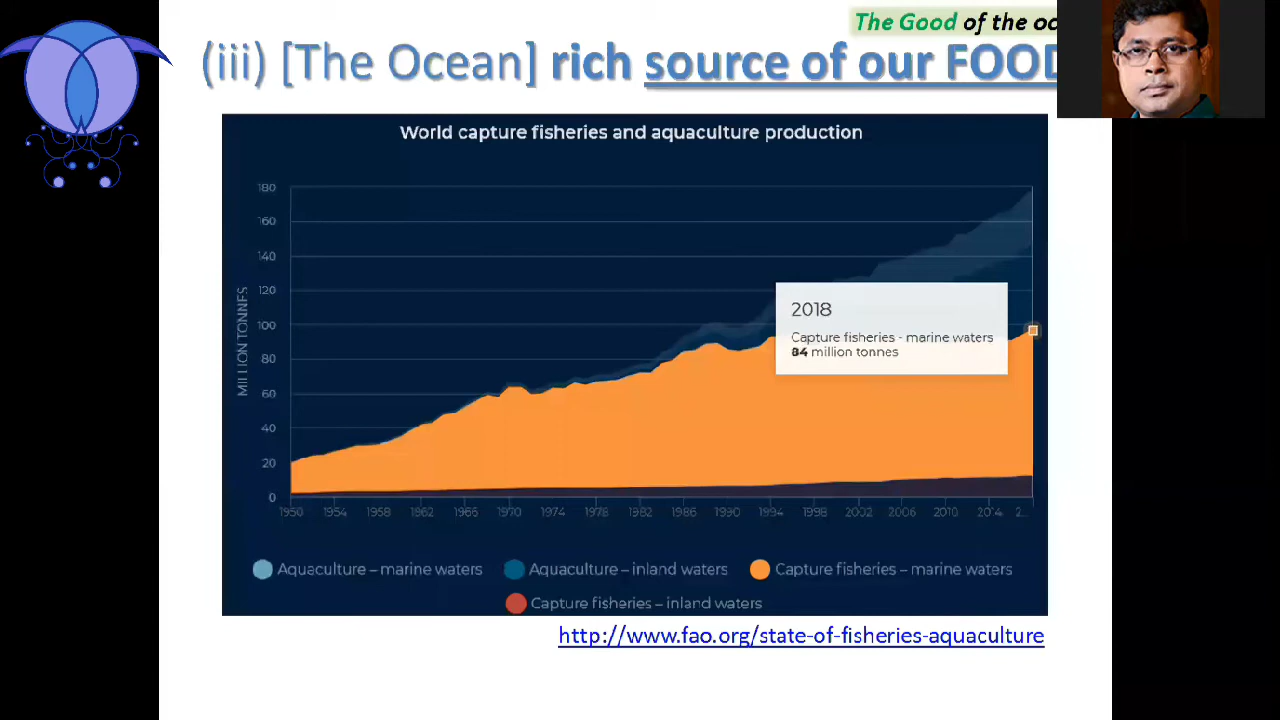 The Good of the oc
(iii) [The Ocean] rich source of our FOOD
World capture fisheries and aquaculture production
180
160
140
120
100
80
60
40
20
0
MILLION TONNES
2018
Capture fisheries - marine waters
84 million tonnes
1950 1954 1958 1962 1966 1970 1974 1978 1982 1986 1990 1994 1998 2002 2006 2010 2014 2...
Aquaculture – marine waters Aquaculture – inland waters Capture fisheries – marine waters
Capture fisheries – inland waters
http://www.fao.org/state-of-fisheries-aquaculture